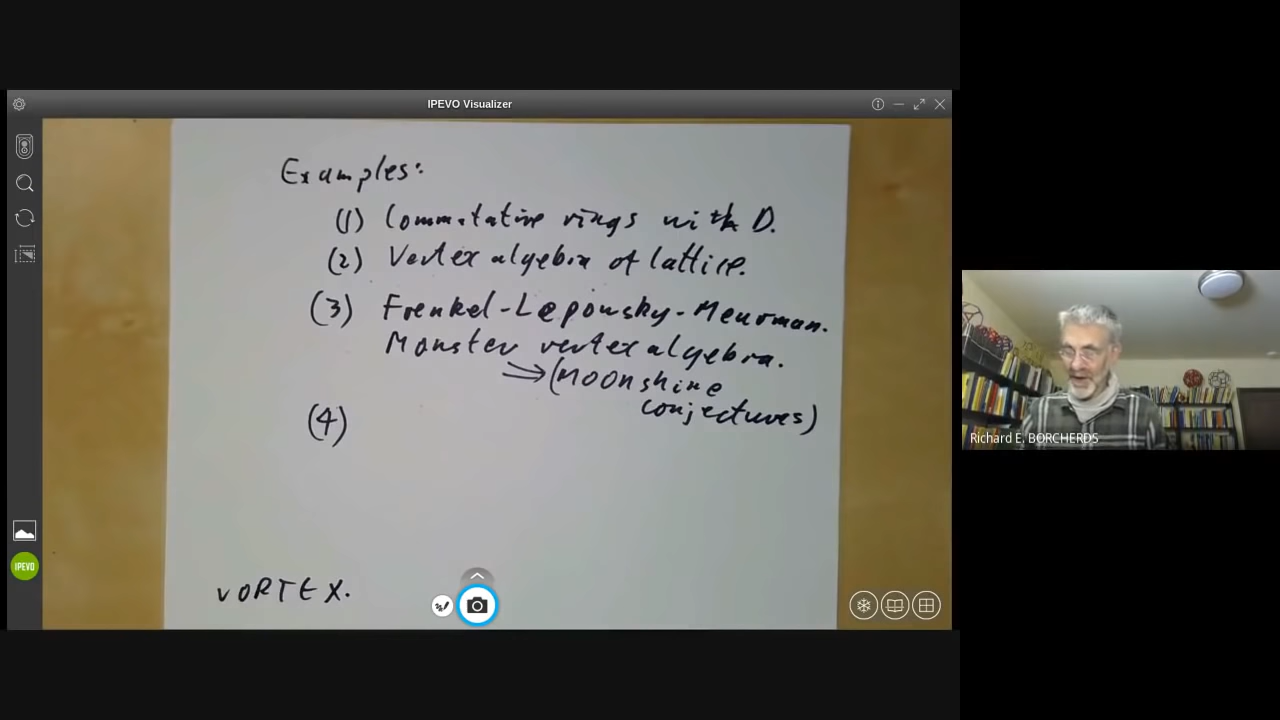 IPEVO Visualizer
Examples:
(1) Commutative rings with D.
(2) Vertex algebra of lattice.
(3) Frenkel-Lepowsky-Meurman.
Monster vertex algebra.
⇒ (Moonshine
conjectures)
(4)
VORTEX.
IPEVO
Richard E. BORCHERDS